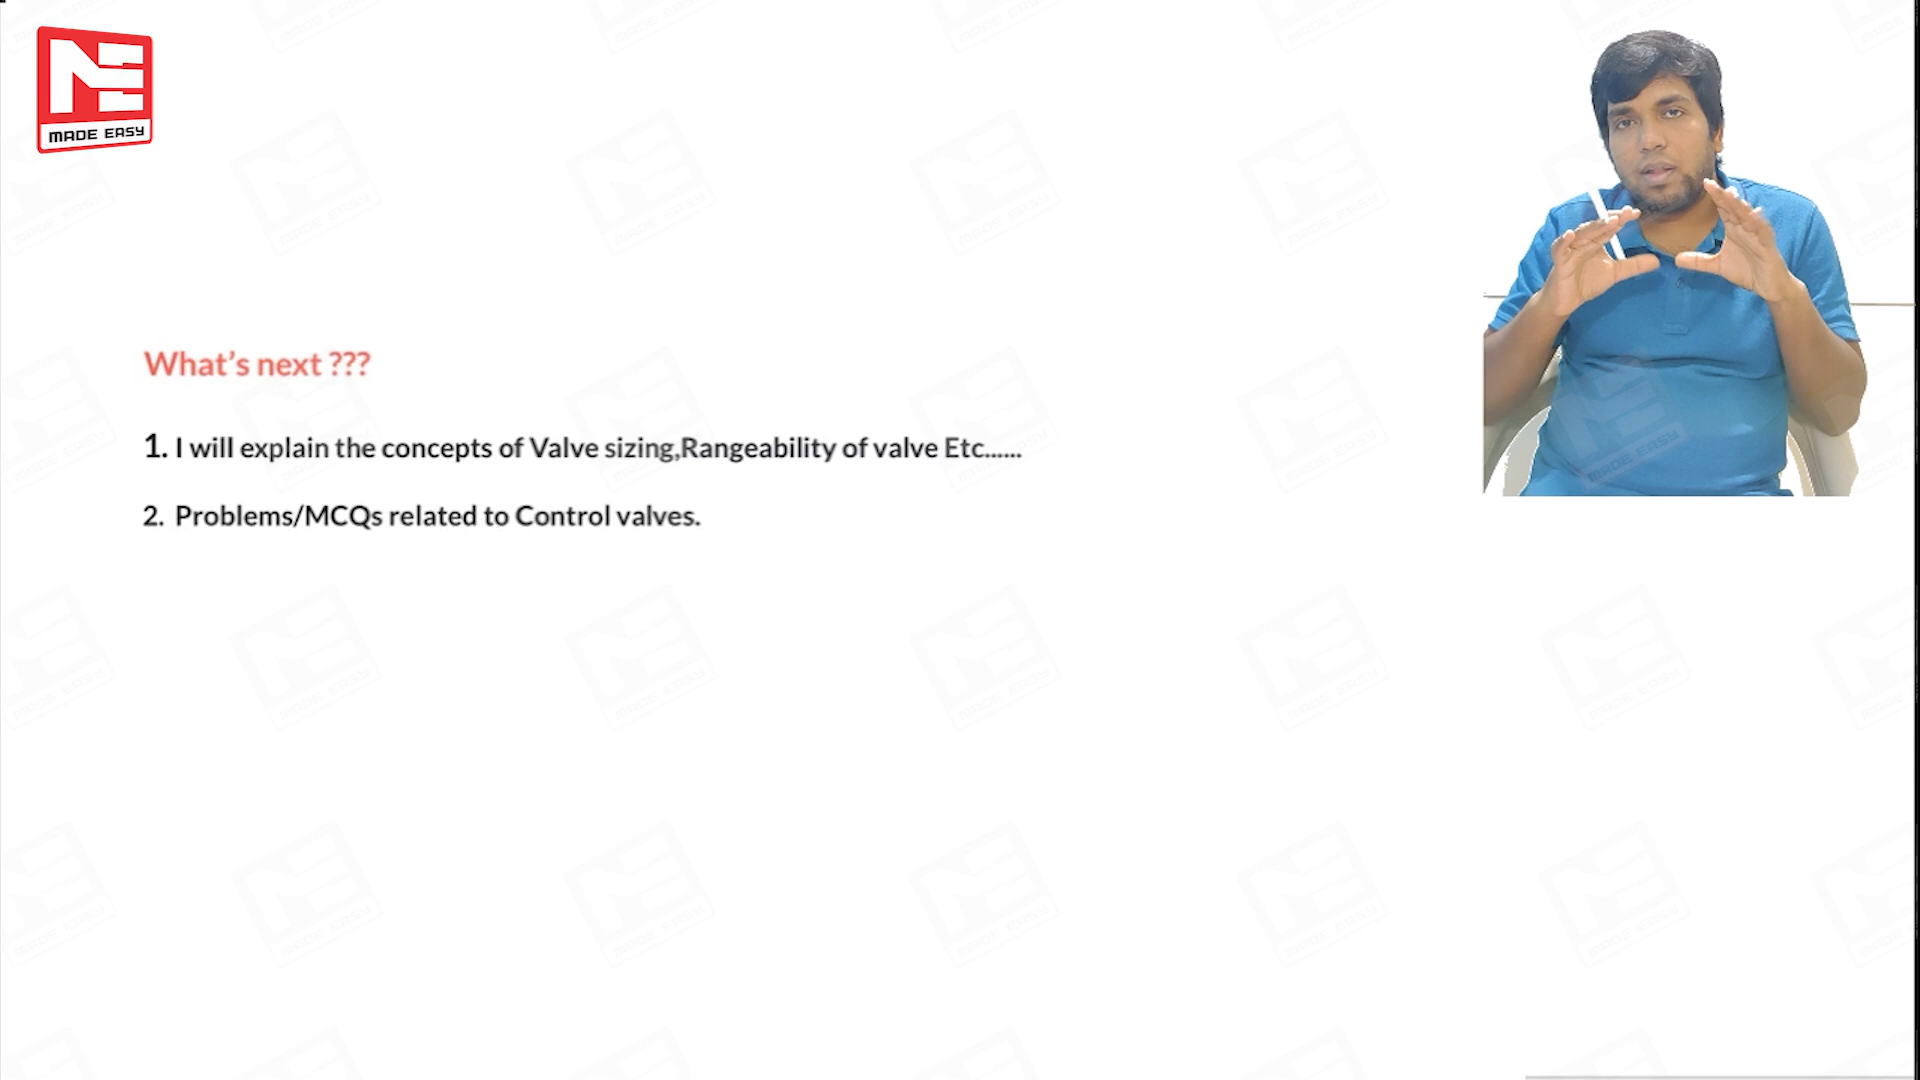 MADE EASY
What's next ???
1. I will explain the concepts of Valve sizing,Rangeability of valve Etc......
2. Problems/MCQs related to Control valves.